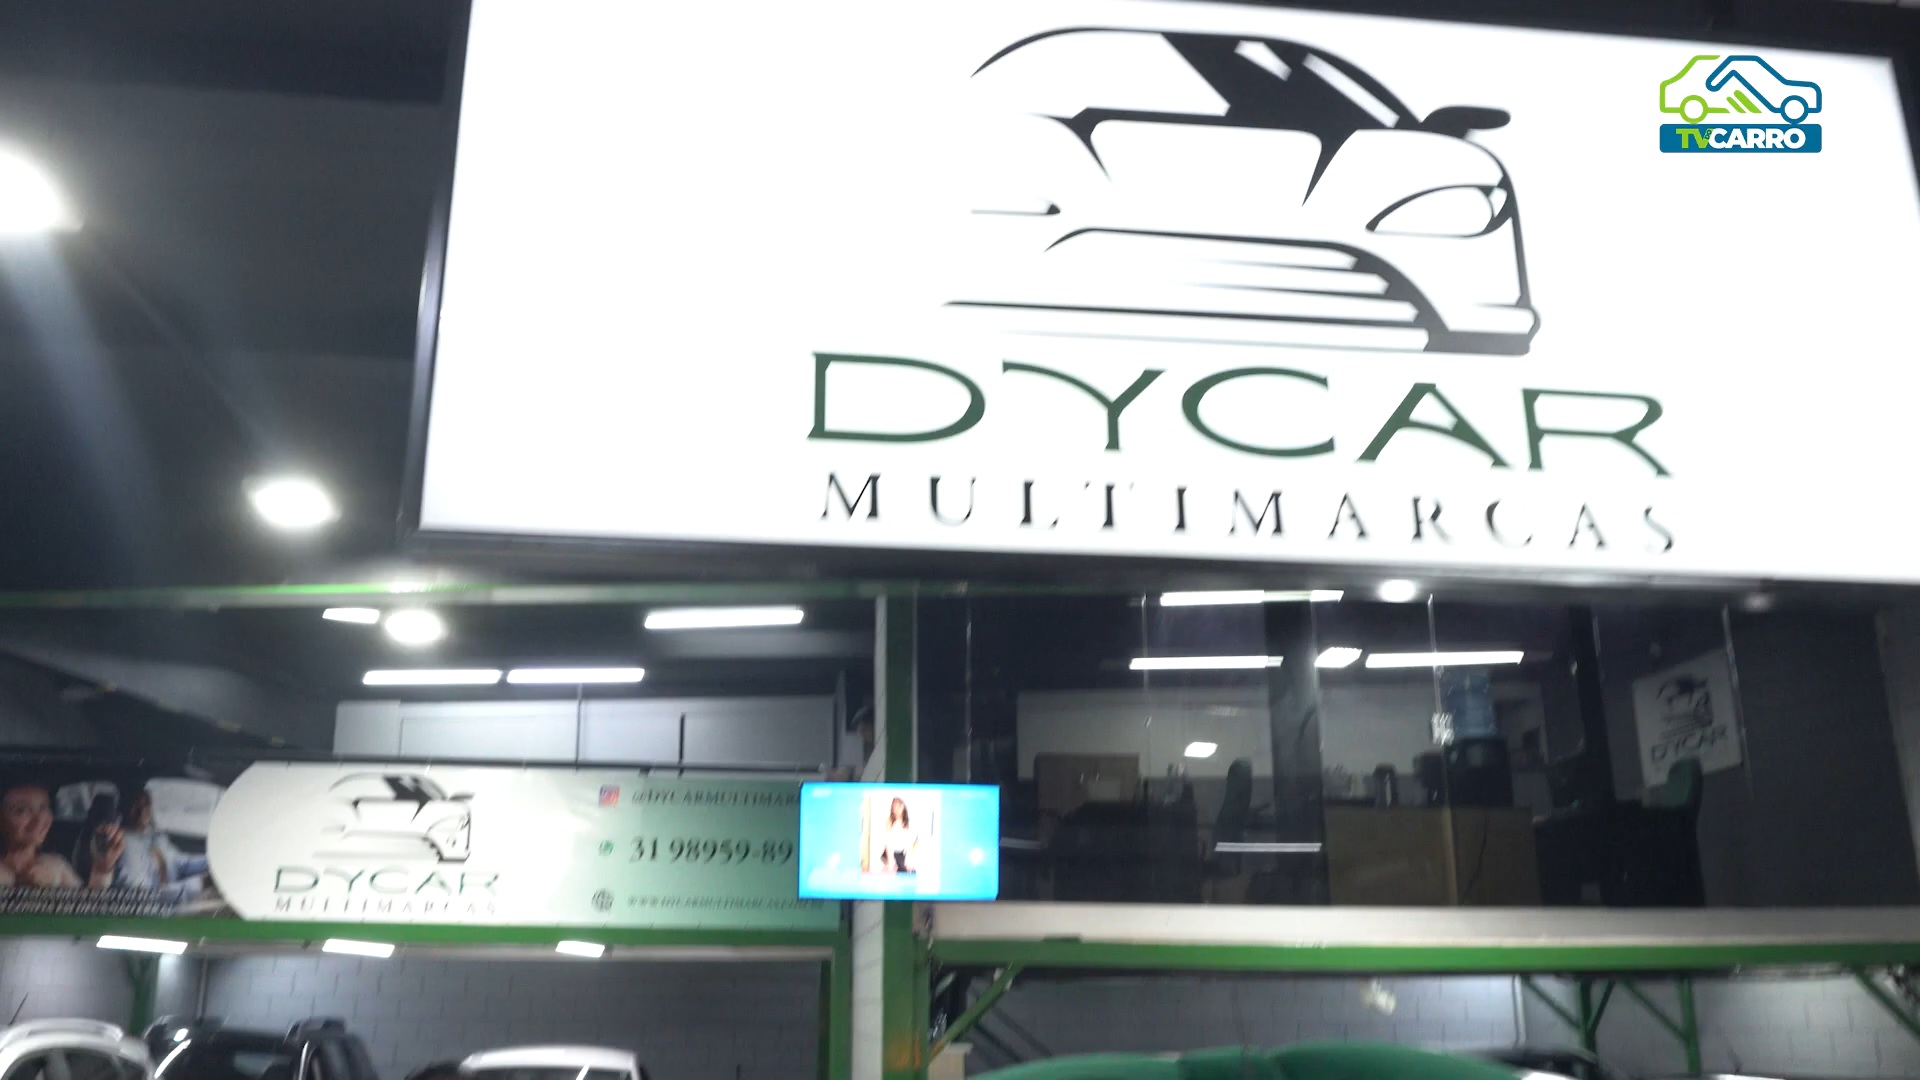 TV CARRO
DYCAR
MULTIMARCAS
DYCAR
@DYCARMULTIMAR
31 98959-89
DYCAR
MULTIMARCAS